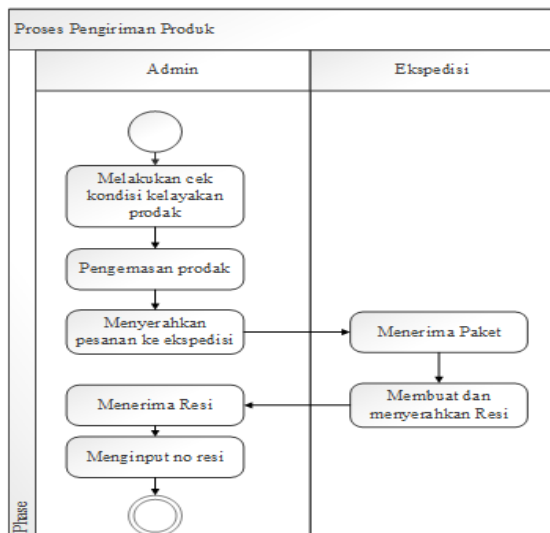 Proses Pengiriman Produk
Admin
Ekspedisi
Melakukan cek
kondisi kelayakan
prodak
Pengemasan prodak
Menyerahkan
pesanan ke ekspedisi
Menerima Paket
Membuat dan
menyerahkan Resi
Menerima Resi
Menginput no resi
Phase